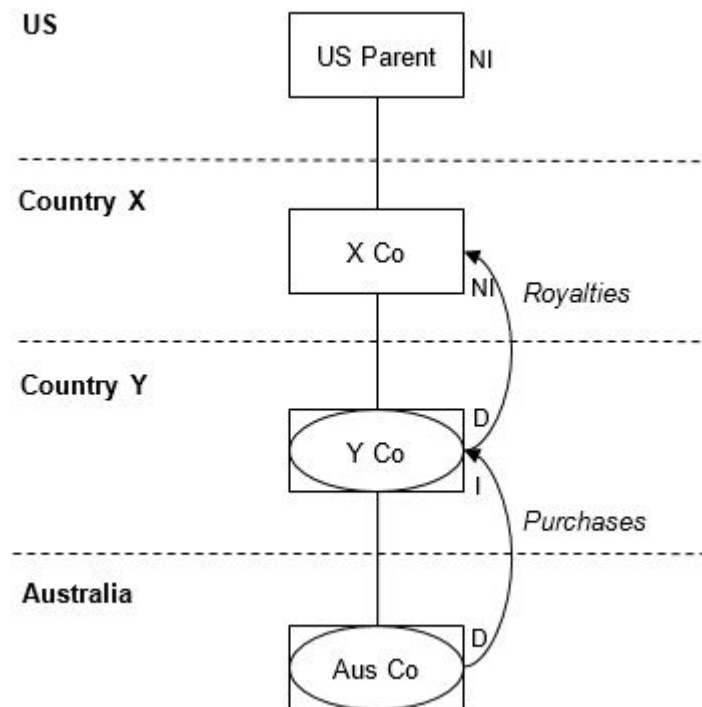 US
US Parent NI
Country X
X Co
NI
Royalties
Country Y
D
Y Co
I
Purchases
Australia
D
Aus Co